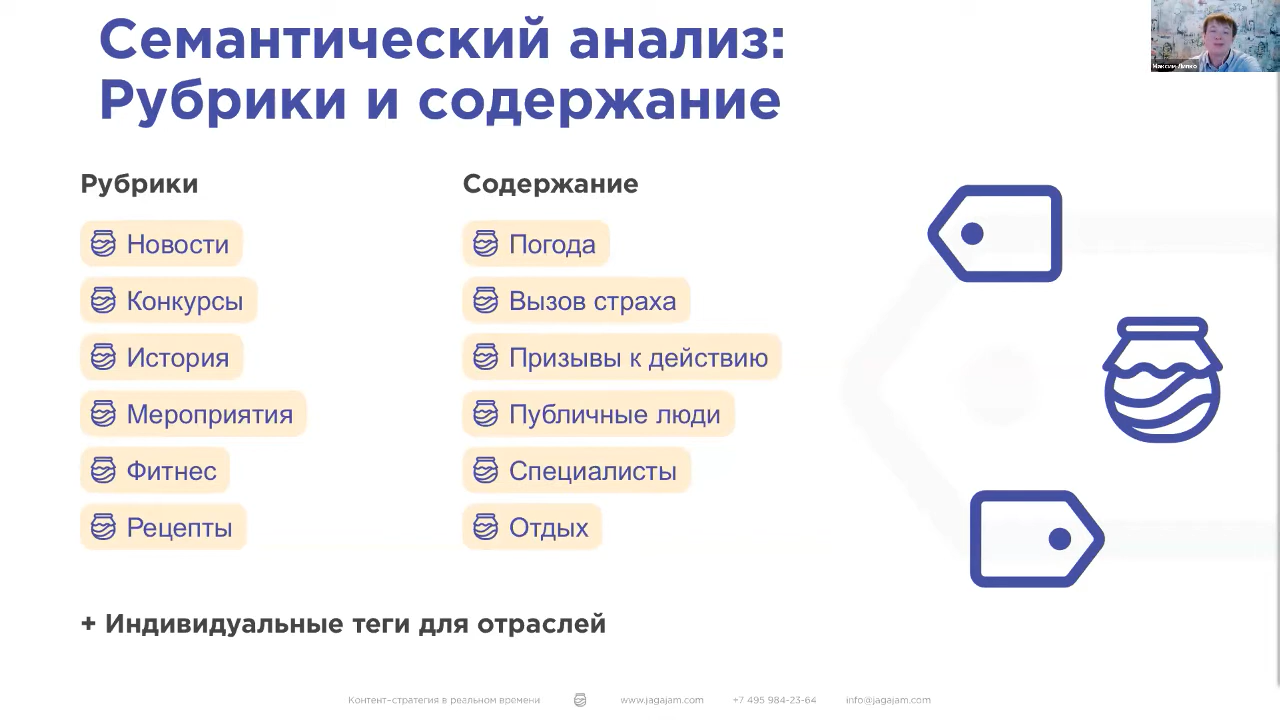 Семантический анализ:
Рубрики и содержание
Максим Липко
Рубрики
Новости
Конкурсы
История
Мероприятия
Фитнес
Рецепты
Содержание
Погода
Вызов страха
Призывы к действию
Публичные люди
Специалисты
Отдых
+ Индивидуальные теги для отраслей
Контент-стратегия в реальном времени www.jagajam.com +7 495 984-23-64 info@jagajam.com